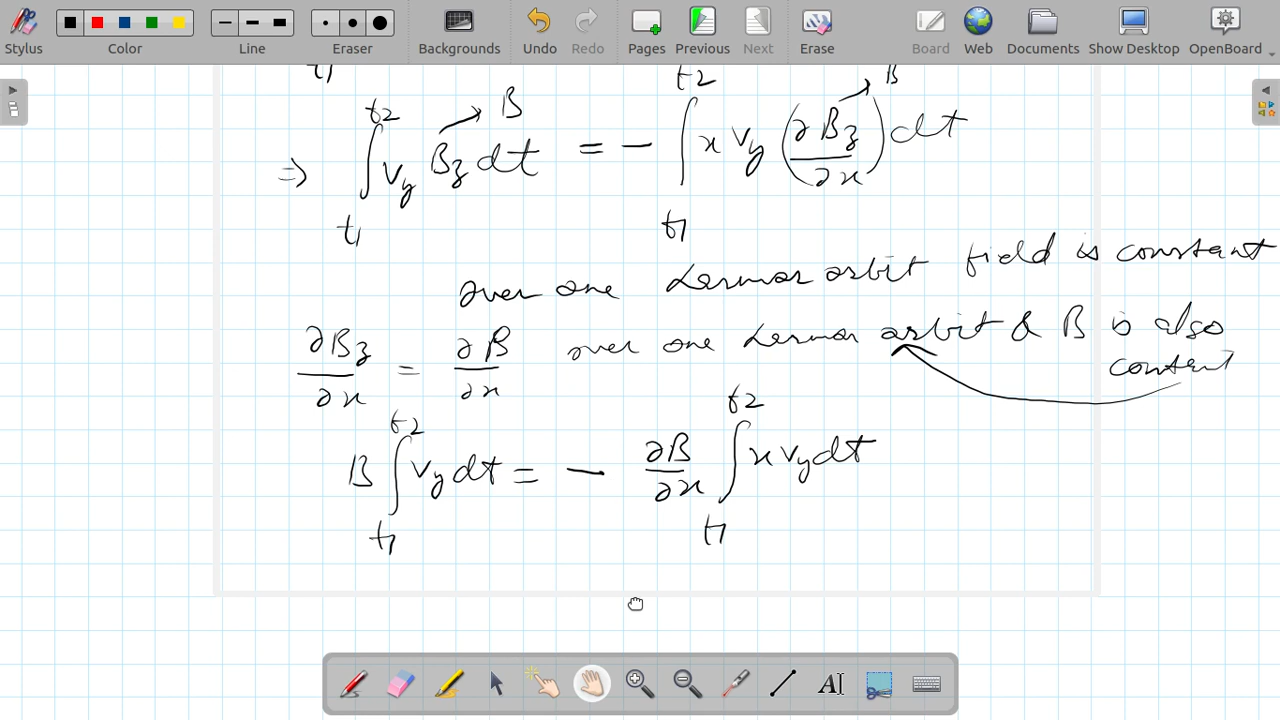 Stylus Color Line Eraser Backgrounds Undo Redo Pages Previous Next Erase Board Web Documents Show Desktop OpenBoard
t1
⇒ ∫_{t1}^{t2} v_y B_z → B dt = - ∫_{t1}^{t2} x v_y (∂B_z → B / ∂x) dt
over one Larmor orbit field is constant
∂B_z/∂x = ∂B/∂x over one Larmor orbit & B is also
constant
B ∫_{t1}^{t2} v_y dt = - ∂B/∂x ∫_{t1}^{t2} x v_y dt